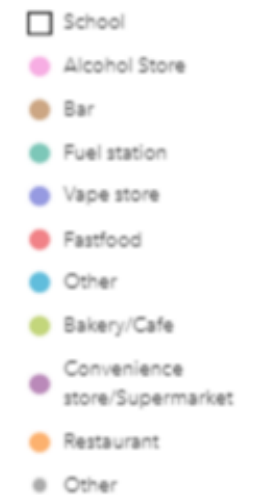 School
Alcohol Store
Bar
Fuel station
Vape store
Fastfood
Other
Bakery/Cafe
Convenience
store/Supermarket
Restaurant
Other